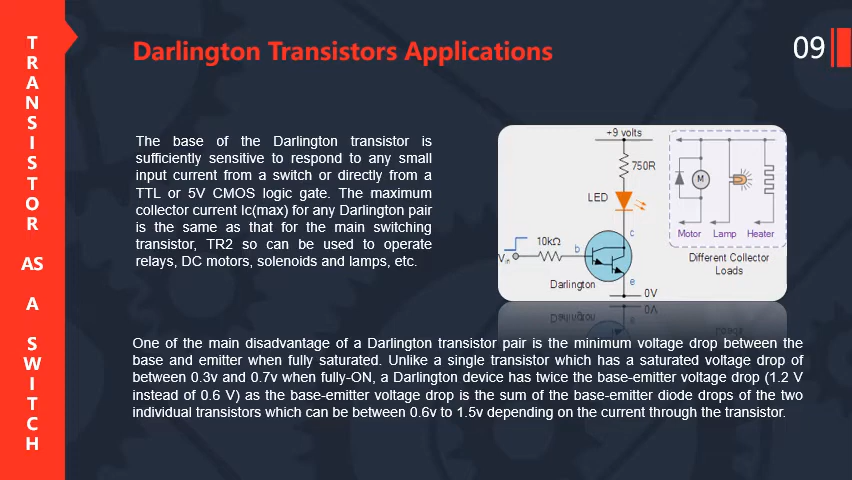 TRANSISTOR AS A SWITCH
Darlington Transistors Applications
09
The base of the Darlington transistor is
sufficiently sensitive to respond to any small
input current from a switch or directly from a
TTL or 5V CMOS logic gate. The maximum
collector current Ic(max) for any Darlington pair
is the same as that for the main switching
transistor, TR2 so can be used to operate
relays, DC motors, solenoids and lamps, etc.
+9 volts
750R
LED
10kΩ
b
c
e
Vin
Darlington
0V
M
Motor Lamp Heater
Different Collector
Loads
One of the main disadvantage of a Darlington transistor pair is the minimum voltage drop between the
base and emitter when fully saturated. Unlike a single transistor which has a saturated voltage drop of
between 0.3v and 0.7v when fully-ON, a Darlington device has twice the base-emitter voltage drop (1.2 V
instead of 0.6 V) as the base-emitter voltage drop is the sum of the base-emitter diode drops of the two
individual transistors which can be between 0.6v to 1.5v depending on the current through the transistor.